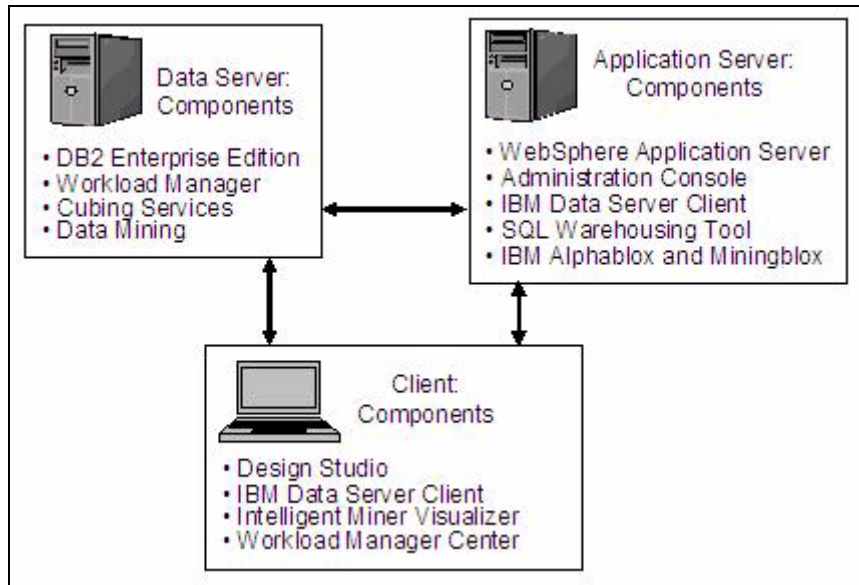 Data Server:
Components
• DB2 Enterprise Edition
• Workload Manager
• Cubing Services
• Data Mining
Application Server:
Components
• WebSphere Application Server
• Administration Console
• IBM Data Server Client
• SQL Warehousing Tool
• IBM Alphablox and Miningblox
Client:
Components
• Design Studio
• IBM Data Server Client
• Intelligent Miner Visualizer
• Workload Manager Center